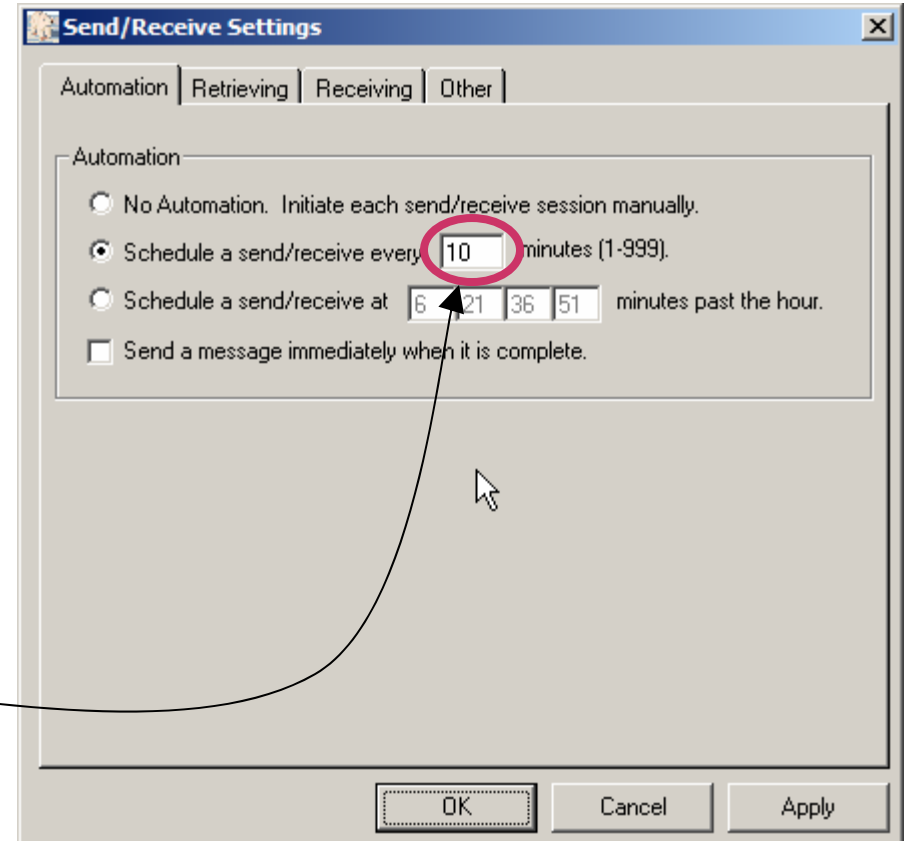 Send/Receive Settings
Automation Retrieving Receiving Other
Automation
No Automation. Initiate each send/receive session manually.
Schedule a send/receive every 10 minutes (1-999).
Schedule a send/receive at 6 21 36 51 minutes past the hour.
Send a message immediately when it is complete.
OK Cancel Apply